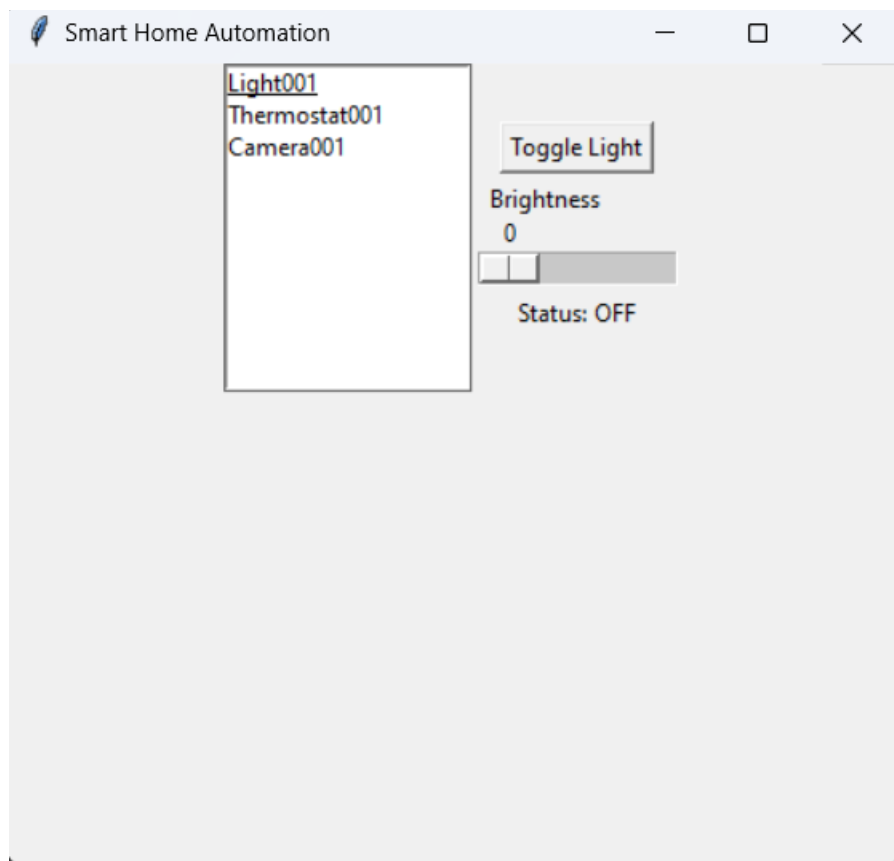 Smart Home Automation
Light001
Thermostat001
Camera001
Toggle Light
Brightness
0
Status: OFF